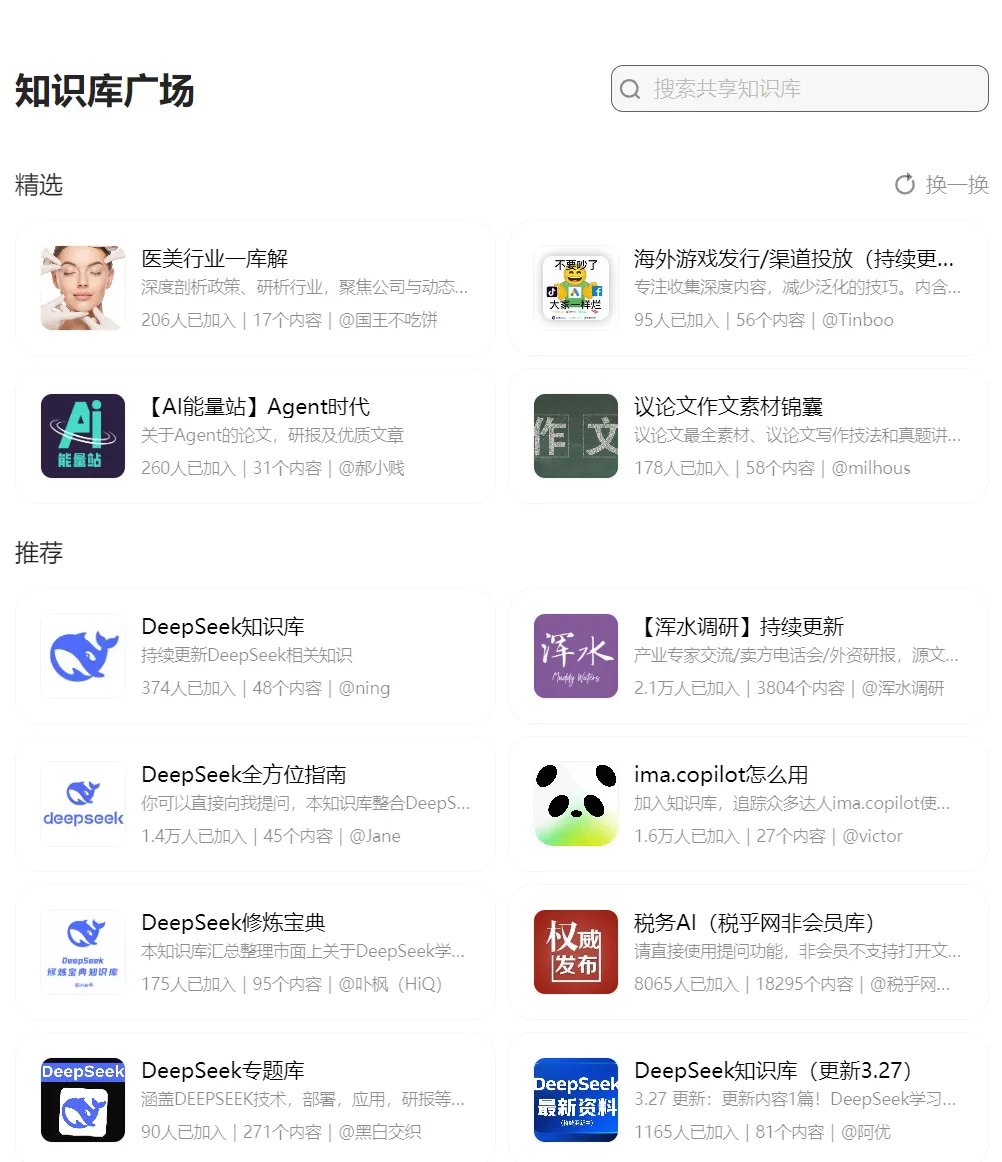 知识库广场
搜索共享知识库
精选
换一换
医美行业一库解
深度剖析政策、研析行业，聚焦公司与动态...
206人已加入 | 17个内容 | @国王不吃饼
不要吵了
大家一样烂
海外游戏发行/渠道投放（持续更...
专注收集深度内容，减少泛化的技巧。内含...
95人已加入 | 56个内容 | @Tinboo
Ai
能量站
【AI能量站】Agent时代
关于Agent的论文，研报及优质文章
260人已加入 | 31个内容 | @郝小贱
作文
议论文作文素材锦囊
议论文最全素材、议论文写作技法和真题讲...
178人已加入 | 58个内容 | @milhous
推荐
DeepSeek知识库
持续更新DeepSeek相关知识
374人已加入 | 48个内容 | @ning
浑水
Muddy Waters
【浑水调研】持续更新
产业专家交流/卖方电话会/外资研报，源文...
2.1万人已加入 | 3804个内容 | @浑水调研
deepseek
DeepSeek全方位指南
你可以直接向我提问，本知识库整合DeepS...
1.4万人已加入 | 45个内容 | @Jane
ima.copilot怎么用
加入知识库，追踪众多达人ima.copilot使...
1.6万人已加入 | 27个内容 | @victor
DeepSeek
修炼宝典知识库
DeepSeek修炼宝典
本知识库汇总整理市面上关于DeepSeek学...
175人已加入 | 95个内容 | @卟枫（HiQ）
权威
发布
税务AI（税乎网非会员库）
请直接使用提问功能，非会员不支持打开文...
8065人已加入 | 18295个内容 | @税乎网...
DeepSeek
DeepSeek专题库
涵盖DEEPSEEK技术，部署，应用，研报等...
90人已加入 | 271个内容 | @黑白交织
DeepSeek
最新资料
(持续更新中)
DeepSeek知识库（更新3.27）
3.27 更新：更新内容1篇！DeepSeek学习...
1165人已加入 | 81个内容 | @阿优